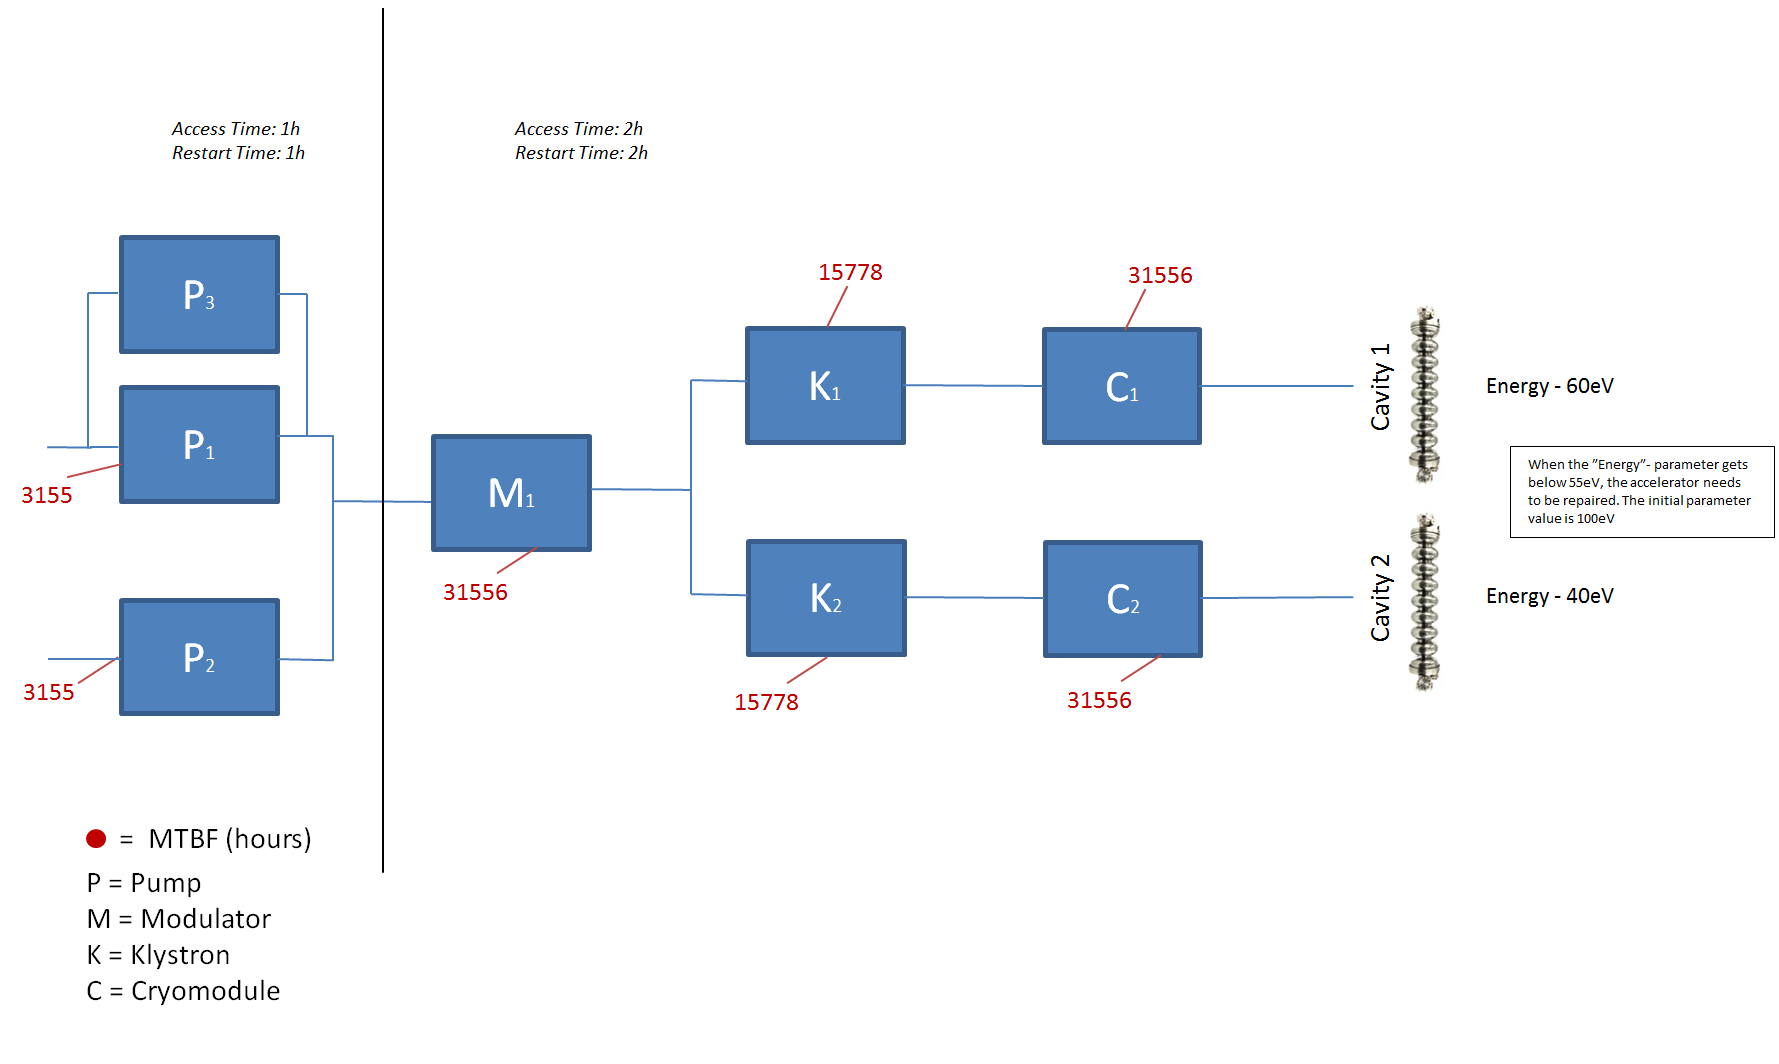 Access Time: 1h
Restart Time: 1h
Access Time: 2h
Restart Time: 2h
P3
P1
3155
P2
3155
M1
31556
15778
K1
31556
C1
K2
15778
C2
31556
Cavity 1
Energy - 60eV
When the ”Energy”- parameter gets
below 55eV, the accelerator needs
to be repaired. The initial parameter
value is 100eV
Cavity 2
Energy - 40eV
= MTBF (hours)
P = Pump
M = Modulator
K = Klystron
C = Cryomodule